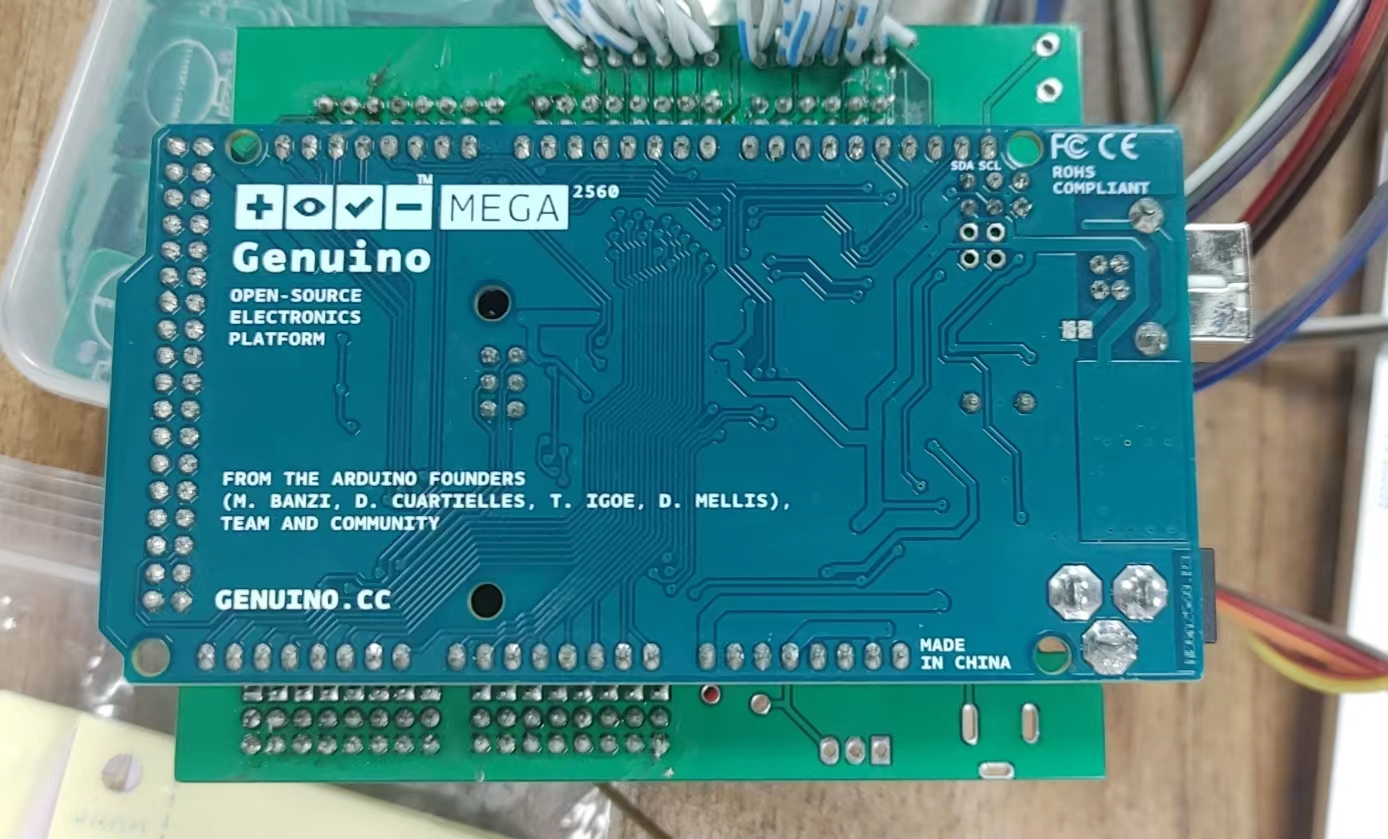 TM
MEGA 2560
Genuino
OPEN-SOURCE
ELECTRONICS
PLATFORM
SDA SCL
FC CE
ROHS
COMPLIANT
FROM THE ARDUINO FOUNDERS
(M. BANZI, D. CUARTIELLES, T. IGOE, D. MELLIS),
TEAM AND COMMUNITY
GENUINO.CC
MADE
IN CHINA